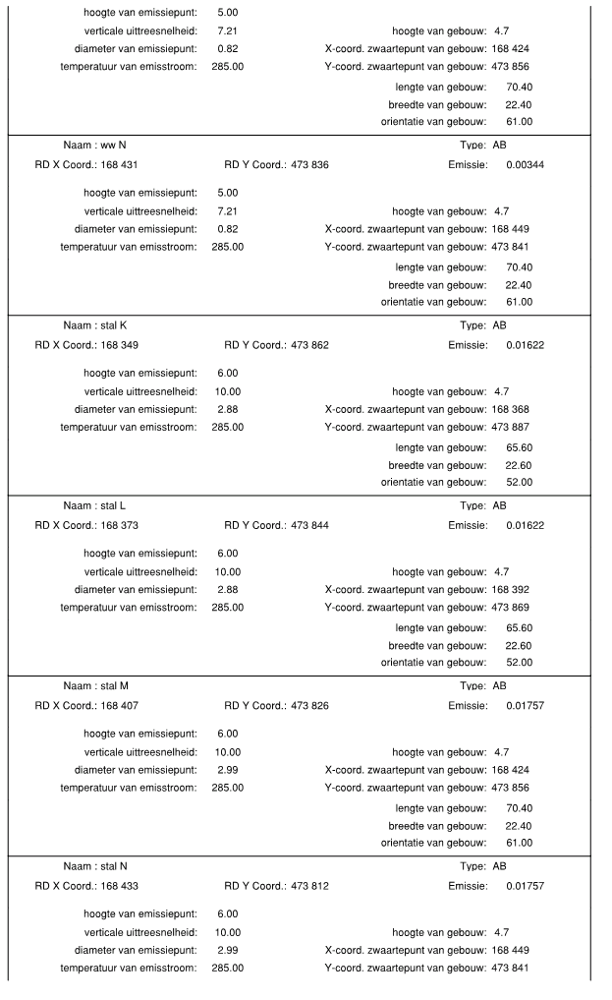 hoogte van emissiepunt: 5.00
verticale uittreesnelheid: 7.21 hoogte van gebouw: 4.7
diameter van emissiepunt: 0.82 X-coord. zwaartepunt van gebouw: 168 424
temperatuur van emisstroom: 285.00 Y-coord. zwaartepunt van gebouw: 473 856
lengte van gebouw: 70.40
breedte van gebouw: 22.40
orientatie van gebouw: 61.00
Naam : ww N Type: AB
RD X Coord.: 168 431 RD Y Coord.: 473 836 Emissie: 0.00344
hoogte van emissiepunt: 5.00
verticale uittreesnelheid: 7.21 hoogte van gebouw: 4.7
diameter van emissiepunt: 0.82 X-coord. zwaartepunt van gebouw: 168 449
temperatuur van emisstroom: 285.00 Y-coord. zwaartepunt van gebouw: 473 841
lengte van gebouw: 70.40
breedte van gebouw: 22.40
orientatie van gebouw: 61.00
Naam : stal K Type: AB
RD X Coord.: 168 349 RD Y Coord.: 473 862 Emissie: 0.01622
hoogte van emissiepunt: 6.00
verticale uittreesnelheid: 10.00 hoogte van gebouw: 4.7
diameter van emissiepunt: 2.88 X-coord. zwaartepunt van gebouw: 168 368
temperatuur van emisstroom: 285.00 Y-coord. zwaartepunt van gebouw: 473 887
lengte van gebouw: 65.60
breedte van gebouw: 22.60
orientatie van gebouw: 52.00
Naam : stal L Type: AB
RD X Coord.: 168 373 RD Y Coord.: 473 844 Emissie: 0.01622
hoogte van emissiepunt: 6.00
verticale uittreesnelheid: 10.00 hoogte van gebouw: 4.7
diameter van emissiepunt: 2.88 X-coord. zwaartepunt van gebouw: 168 392
temperatuur van emisstroom: 285.00 Y-coord. zwaartepunt van gebouw: 473 869
lengte van gebouw: 65.60
breedte van gebouw: 22.60
orientatie van gebouw: 52.00
Naam : stal M Type: AB
RD X Coord.: 168 407 RD Y Coord.: 473 826 Emissie: 0.01757
hoogte van emissiepunt: 6.00
verticale uittreesnelheid: 10.00 hoogte van gebouw: 4.7
diameter van emissiepunt: 2.99 X-coord. zwaartepunt van gebouw: 168 424
temperatuur van emisstroom: 285.00 Y-coord. zwaartepunt van gebouw: 473 856
lengte van gebouw: 70.40
breedte van gebouw: 22.40
orientatie van gebouw: 61.00
Naam : stal N Type: AB
RD X Coord.: 168 433 RD Y Coord.: 473 812 Emissie: 0.01757
hoogte van emissiepunt: 6.00
verticale uittreesnelheid: 10.00 hoogte van gebouw: 4.7
diameter van emissiepunt: 2.99 X-coord. zwaartepunt van gebouw: 168 449
temperatuur van emisstroom: 285.00 Y-coord. zwaartepunt van gebouw: 473 841